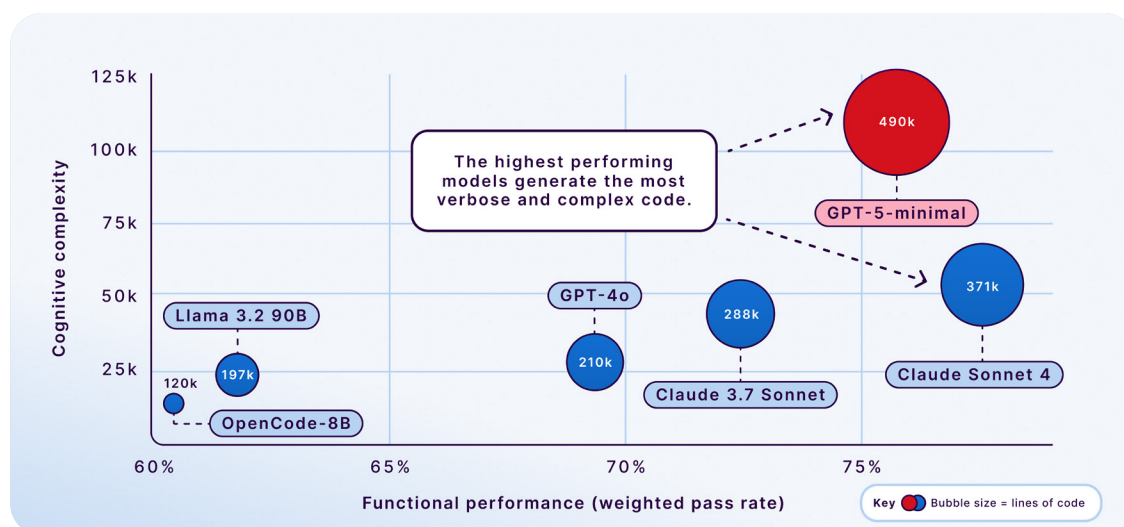 125k
100k
75k
50k
25k
Cognitive complexity
The highest performing
models generate the most
verbose and complex code.
490k
GPT-5-minimal
371k
Claude Sonnet 4
288k
Claude 3.7 Sonnet
GPT-4o
210k
Llama 3.2 90B
197k
120k
OpenCode-8B
60%
65%
70%
75%
Functional performance (weighted pass rate)
Key Bubble size = lines of code